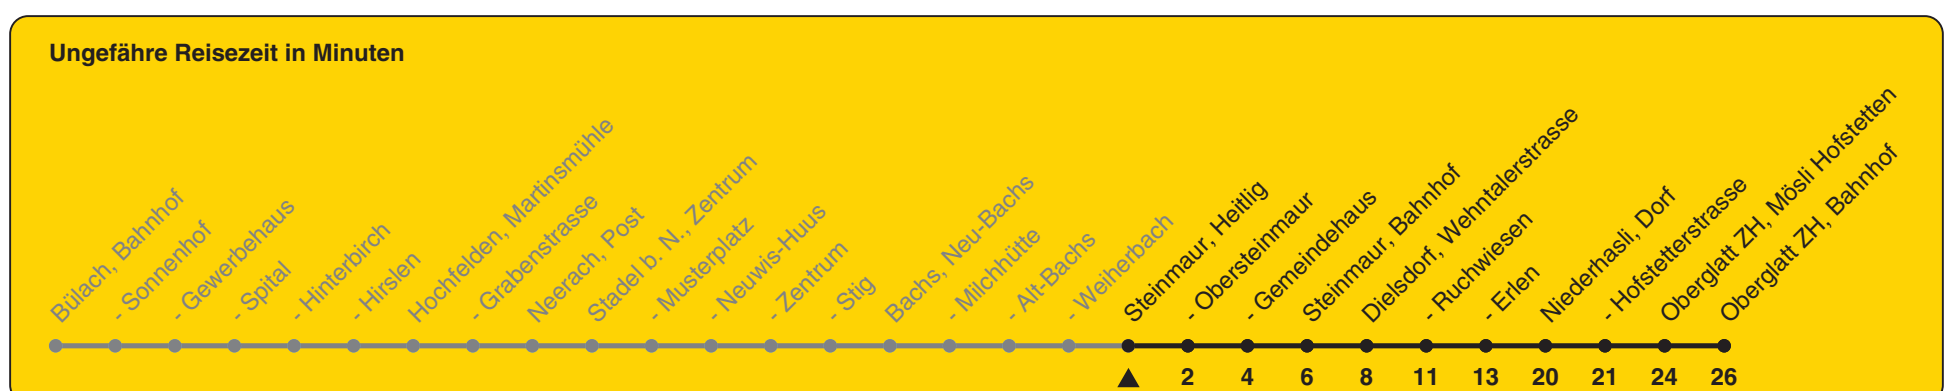 Ungefähre Reisezeit in Minuten
Bülach, Bahnhof
- Sonnenhof
- Gewerbehaus
- Spital
- Hinterbirch
- Hirslen
Hochfelden, Martinsmühle
- Grabenstrasse
Neerach, Post
Stadel b. N., Zentrum
- Musterplatz
- Neuwis-Huus
- Zentrum
- Stig
Bachs, Neu-Bachs
- Milchhütte
- Alt-Bachs
- Weiherbach
Steinmaur, Heitlig
- Obersteinmaur
- Gemeindehaus
Steinmaur, Bahnhof
Dielsdorf, Wehntalerstrasse
- Ruchwiesen
- Erlen
Niederhasli, Dorf
- Hofstetterstrasse
Oberglatt ZH, Mösli Hofstetten
Oberglatt ZH, Bahnhof
2 4 6 8 11 13 20 21 24 26